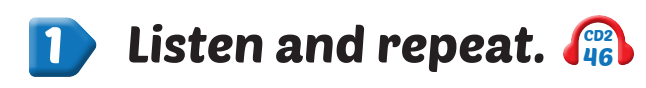 1 Listen and repeat. CD2
46